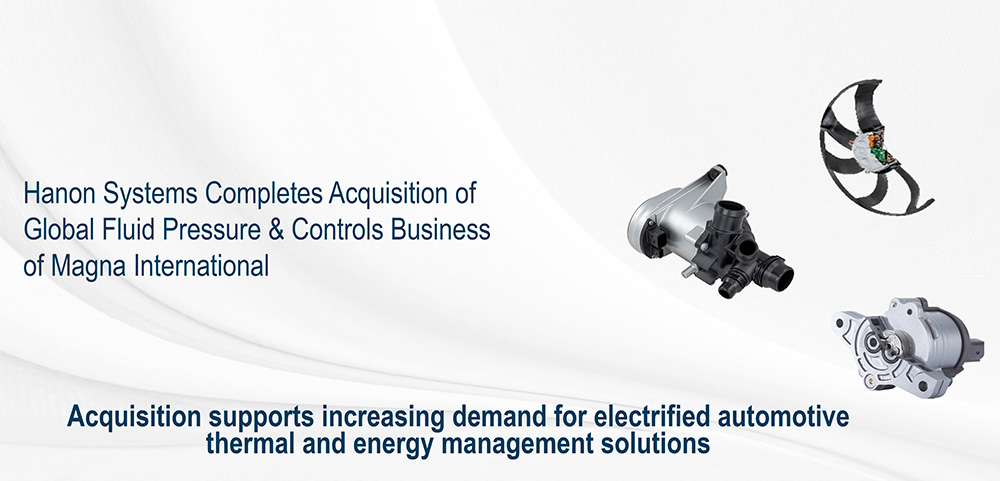 Hanon Systems Completes Acquisition of
Global Fluid Pressure & Controls Business
of Magna International
Acquisition supports increasing demand for electrified automotive
thermal and energy management solutions